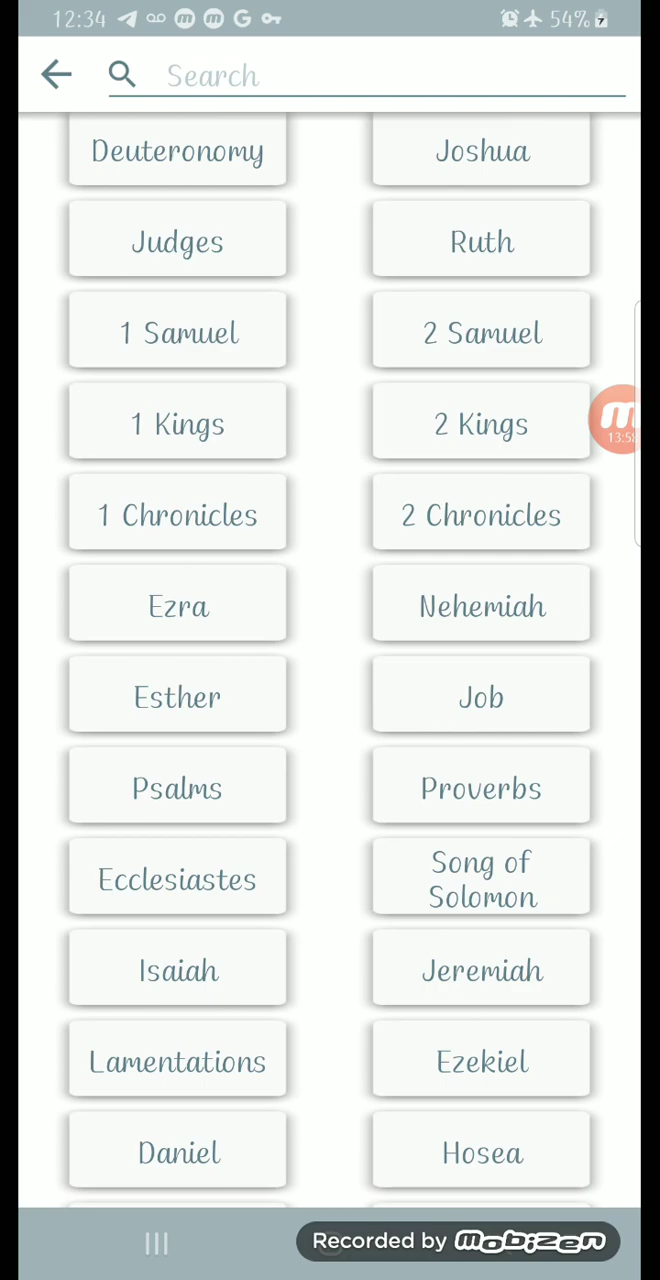 12:34 54%
Search
Deuteronomy Joshua
Judges Ruth
1 Samuel 2 Samuel
1 Kings 2 Kings
m
13:58
1 Chronicles 2 Chronicles
Ezra Nehemiah
Esther Job
Psalms Proverbs
Ecclesiastes Song of
Solomon
Isaiah Jeremiah
Lamentations Ezekiel
Daniel Hosea
Recorded by mobizen